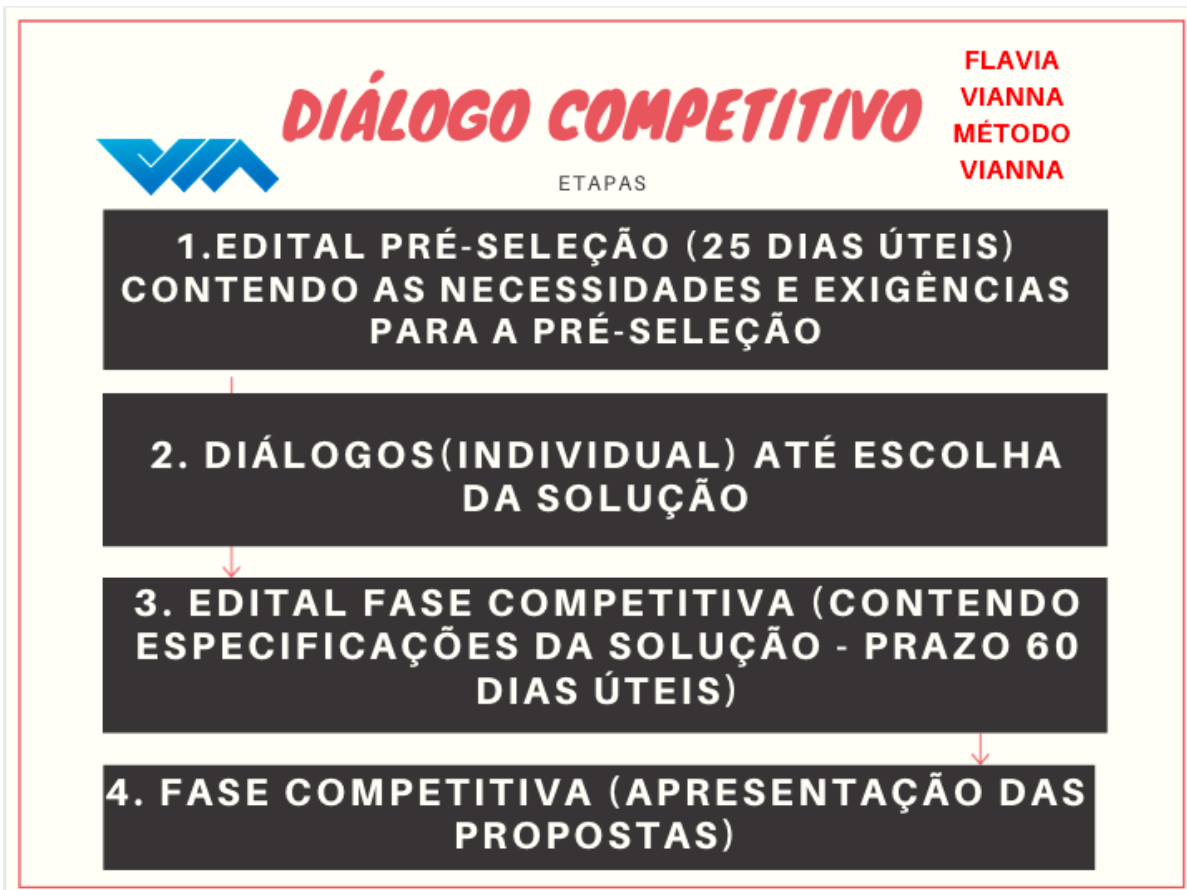 FLAVIA
VIANNA
MÉTODO
VIANNA
DIÁLOGO COMPETITIVO
VIA
ETAPAS
1.EDITAL PRÉ-SELEÇÃO (25 DIAS ÚTEIS)
CONTENDO AS NECESSIDADES E EXIGÊNCIAS
PARA A PRÉ-SELEÇÃO
2. DIÁLOGOS(INDIVIDUAL) ATÉ ESCOLHA
DA SOLUÇÃO
3. EDITAL FASE COMPETITIVA (CONTENDO
ESPECIFICAÇÕES DA SOLUÇÃO - PRAZO 60
DIAS ÚTEIS)
4. FASE COMPETITIVA (APRESENTAÇÃO DAS
PROPOSTAS)